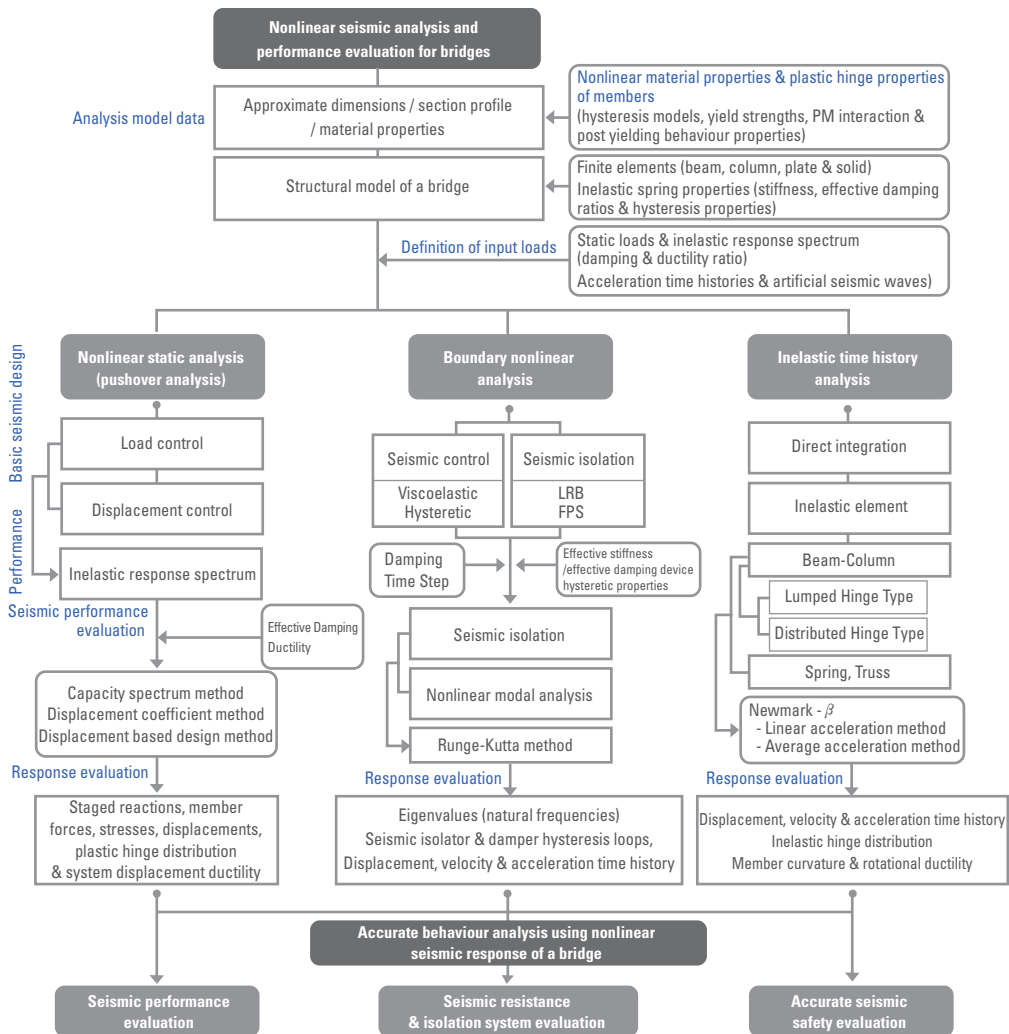 Nonlinear seismic analysis and
performance evaluation for bridges
Analysis model data
Approximate dimensions / section profile
/ material properties
Nonlinear material properties & plastic hinge properties
of members
(hysteresis models, yield strengths, PM interaction &
post yielding behaviour properties)
Structural model of a bridge
Finite elements (beam, column, plate & solid)
Inelastic spring properties (stiffness, effective damping
ratios & hysteresis properties)
Definition of input loads
Static loads & inelastic response spectrum
(damping & ductility ratio)
Acceleration time histories & artificial seismic waves)
Basic seismic design
Performance
Nonlinear static analysis
(pushover analysis)
Load control
Displacement control
Inelastic response spectrum
Seismic performance
evaluation
Effective Damping
Ductility
Capacity spectrum method
Displacement coefficient method
Displacement based design method
Response evaluation
Staged reactions, member
forces, stresses, displacements,
plastic hinge distribution
& system displacement ductility
Boundary nonlinear
analysis
Seismic control
Viscoelastic
Hysteretic
Seismic isolation
LRB
FPS
Damping
Time Step
Effective stiffness
/effective damping device
hysteretic properties
Seismic isolation
Nonlinear modal analysis
Runge-Kutta method
Response evaluation
Eigenvalues (natural frequencies)
Seismic isolator & damper hysteresis loops,
Displacement, velocity & acceleration time history
Inelastic time history
analysis
Direct integration
Inelastic element
Beam-Column
Lumped Hinge Type
Distributed Hinge Type
Spring, Truss
Newmark - β
- Linear acceleration method
- Average acceleration method
Response evaluation
Displacement, velocity & acceleration time history
Inelastic hinge distribution
Member curvature & rotational ductility
Accurate behaviour analysis using nonlinear
seismic response of a bridge
Seismic performance
evaluation
Seismic resistance
& isolation system evaluation
Accurate seismic
safety evaluation